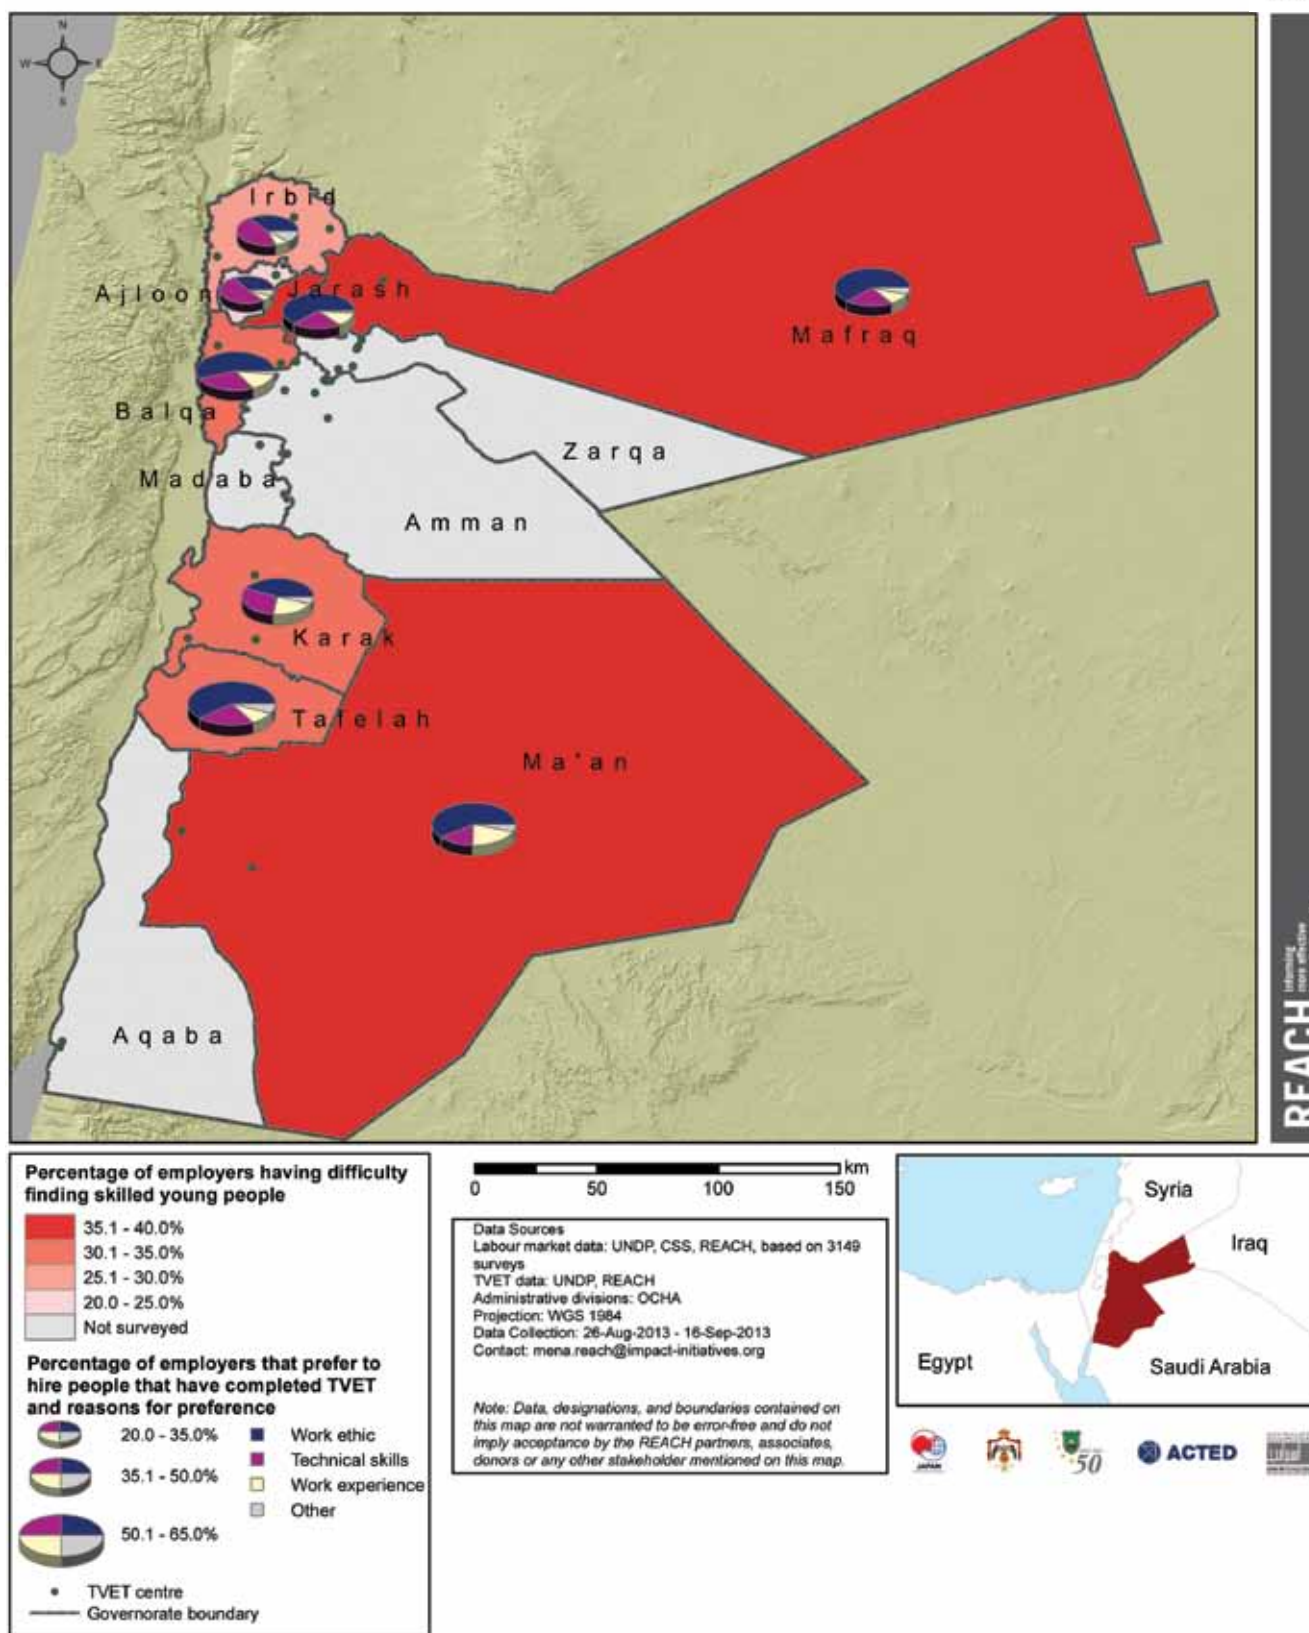 N
W
E
S
Irbid
Ajloon
Jarash
Mafraq
Balqa
Zarqa
Madaba
Amman
Karak
Tafelah
Ma'an
Aqaba
REACH
Informing
more effective
Percentage of employers having difficulty
finding skilled young people
35.1 - 40.0%
30.1 - 35.0%
25.1 - 30.0%
20.0 - 25.0%
Not surveyed
Percentage of employers that prefer to
hire people that have completed TVET
and reasons for preference
20.0 - 35.0%
35.1 - 50.0%
50.1 - 65.0%
Work ethic
Technical skills
Work experience
Other
TVET centre
Governorate boundary
km
0 50 100 150
Data Sources
Labour market data: UNDP, CSS, REACH, based on 3149
surveys
TVET data: UNDP, REACH
Administrative divisions: OCHA
Projection: WGS 1984
Data Collection: 26-Aug-2013 - 16-Sep-2013
Contact: mena.reach@impact-initiatives.org
Note: Data, designations, and boundaries contained on
this map are not warranted to be error-free and do not
imply acceptance by the REACH partners, associates,
donors or any other stakeholder mentioned on this map.
Syria
Iraq
Egypt
Saudi Arabia
JAPAN
50
ACTED